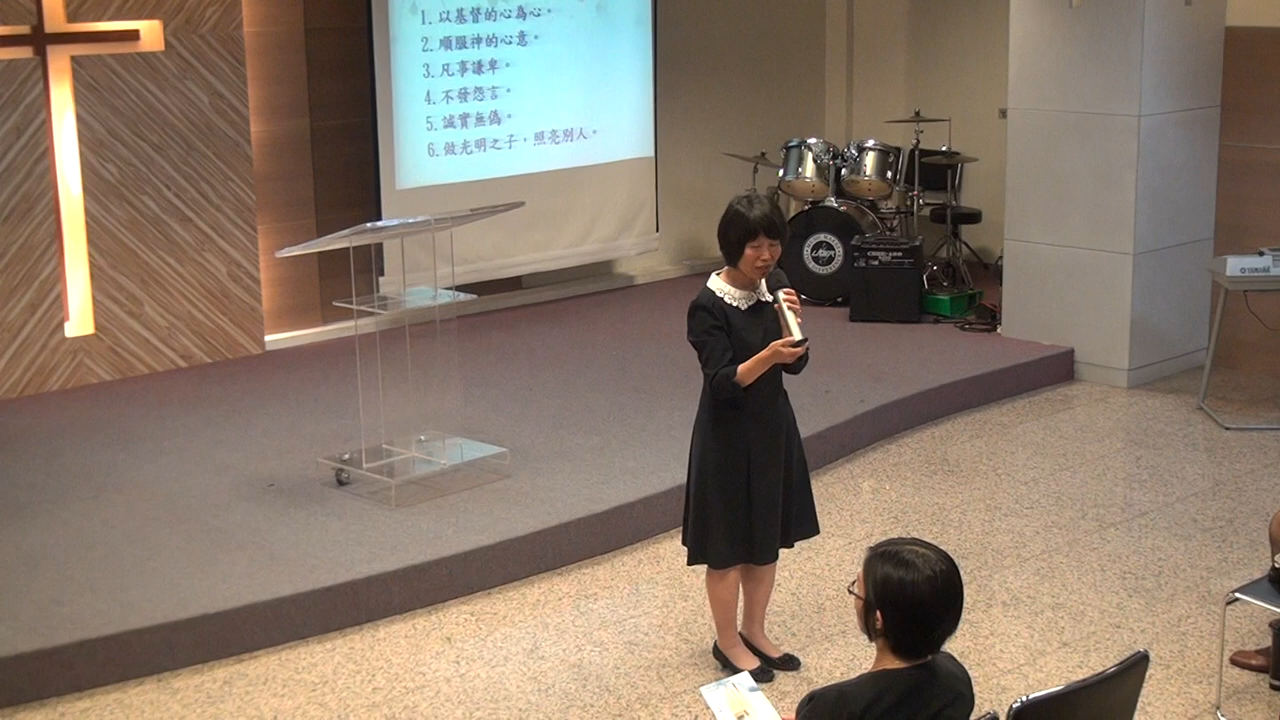 1. 以基督的心為心。
2. 順服神的心意。
3. 凡事謙卑。
4. 不發怨言。
5. 誠實無偽。
6. 做光明之子，照亮別人。
YAMAHA